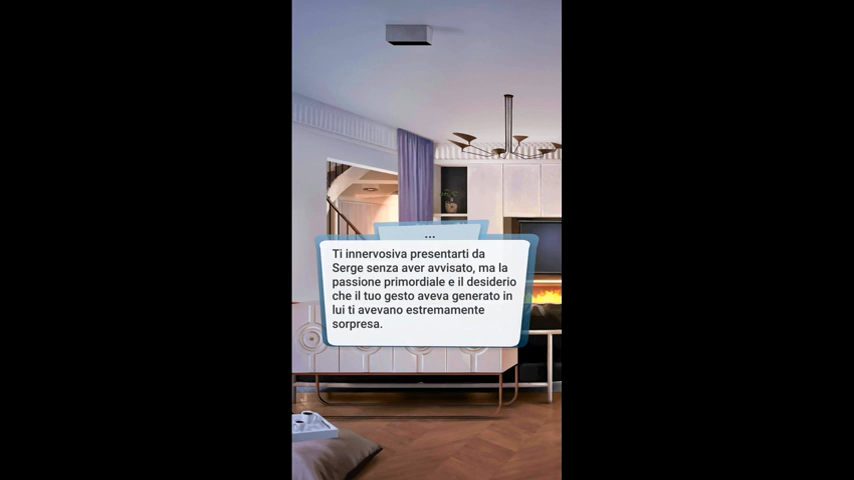 ...
Ti innervosiva presentarti da
Serge senza aver avvisato, ma la
passione primordiale e il desiderio
che il tuo gesto aveva generato in
lui ti avevano estremamente
sorpresa.